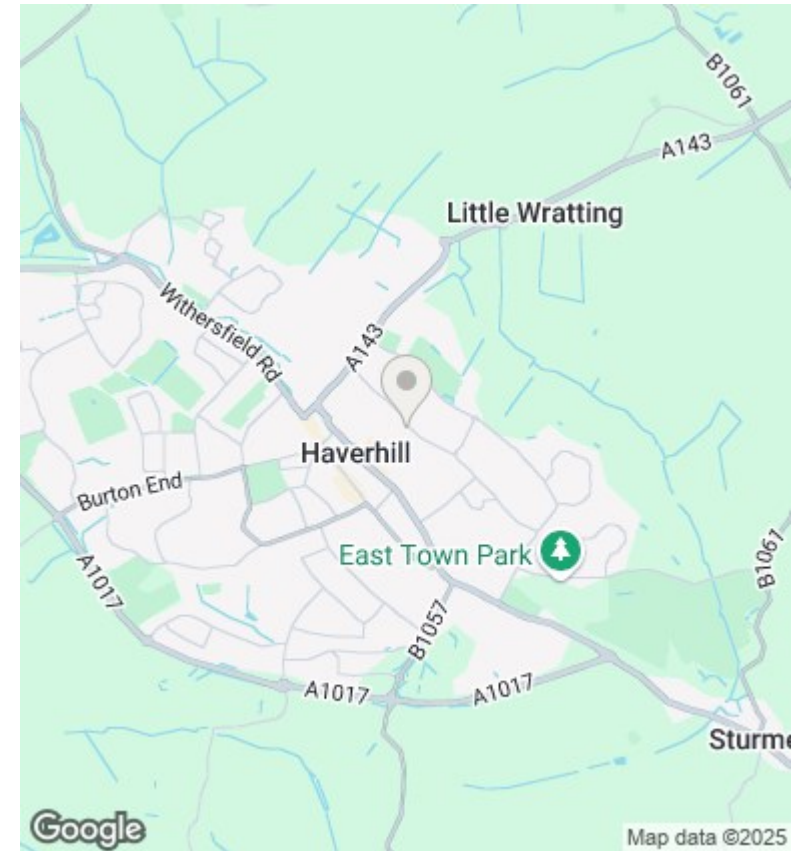 B1061
A143
Little Wratting
Withersfield Rd
A143
Haverhill
Burton End
East Town Park
A1017
B1061
B1057
A1017
A1017
Sturme
Google
Map data ©2025